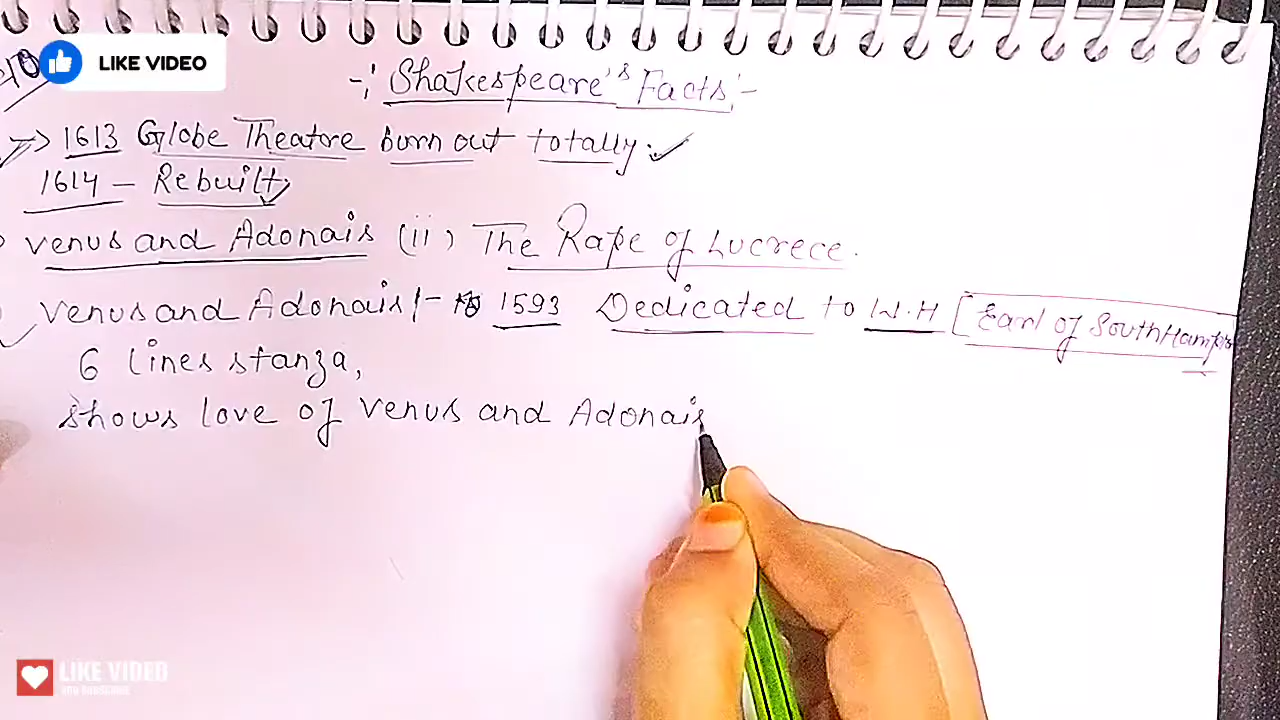 LIKE VIDEO
-: Shakespeare's Facts :-
→ 1613 Globe Theatre burn out totally. ✓
1614 – Rebuilt
Venus and Adonais (ii) The Rape of Lucrece.
Venus and Adonais :- 1593 Dedicated to W.H [Earl of SouthHampton
6 lines stanza,
shows love of Venus and Adonais
LIKE VIDEO
AND SUBSCRIBE